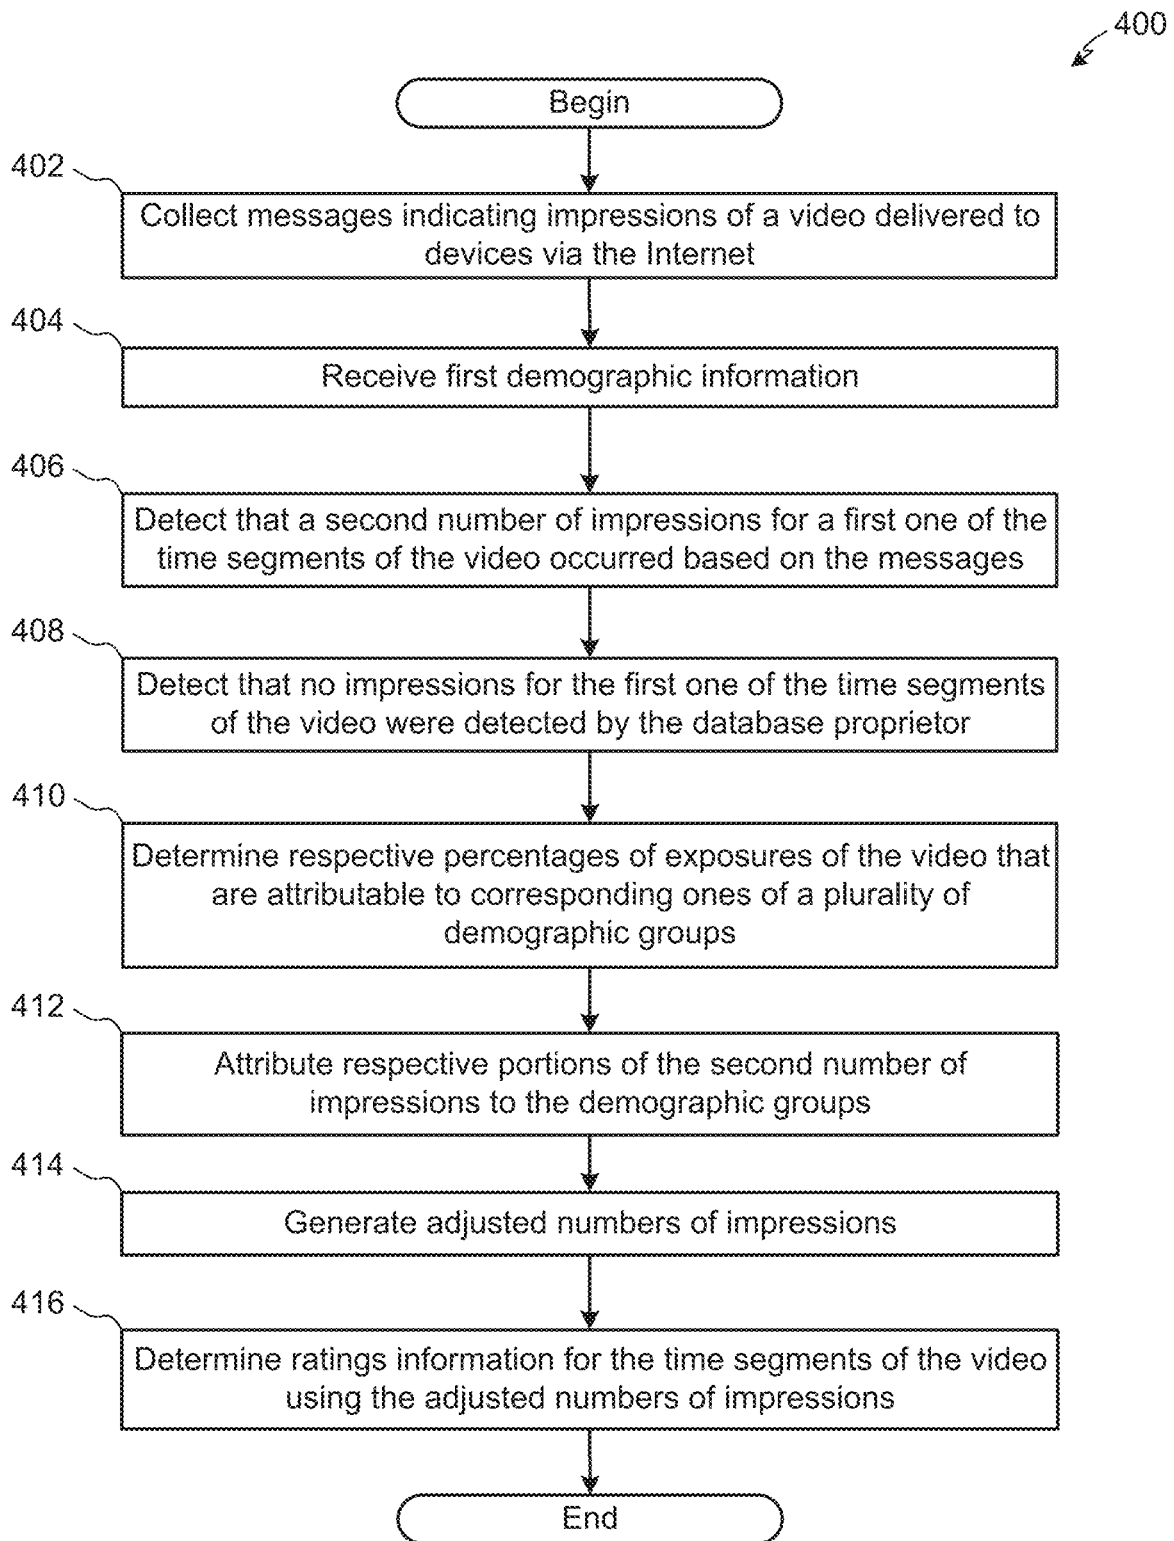 400
Begin
402
Collect messages indicating impressions of a video delivered to
devices via the Internet
404
Receive first demographic information
406
Detect that a second number of impressions for a first one of the
time segments of the video occurred based on the messages
408
Detect that no impressions for the first one of the time segments
of the video were detected by the database proprietor
410
Determine respective percentages of exposures of the video that
are attributable to corresponding ones of a plurality of
demographic groups
412
Attribute respective portions of the second number of
impressions to the demographic groups
414
Generate adjusted numbers of impressions
416
Determine ratings information for the time segments of the video
using the adjusted numbers of impressions
End